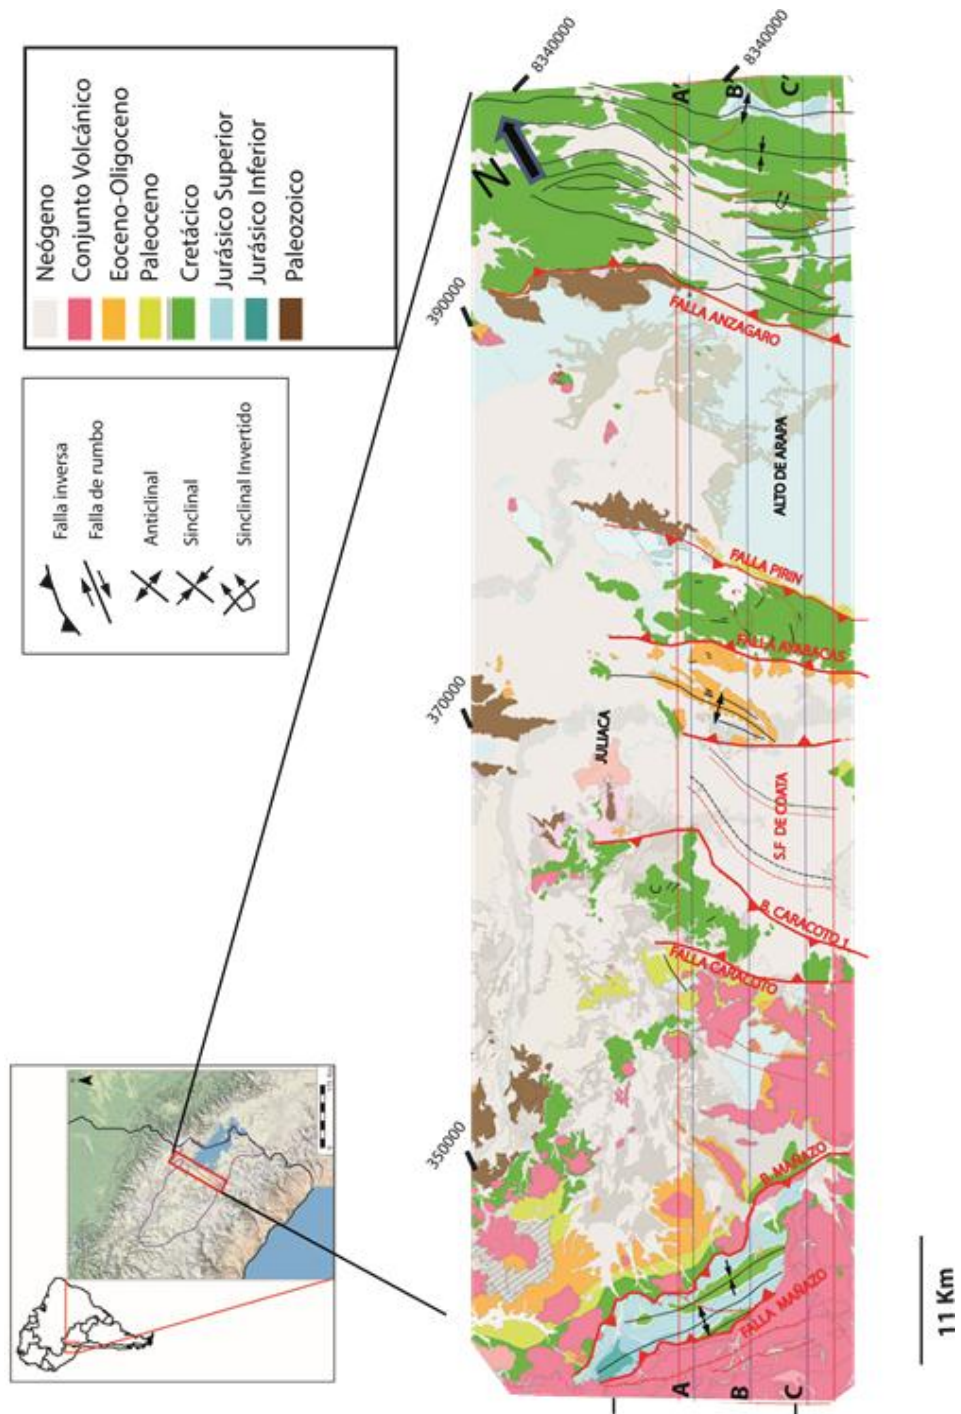 Neógeno
Conjunto Volcánico
Eoceno-Oligoceno
Paleoceno
Cretácico
Jurásico Superior
Jurásico Inferior
Paleozoico
Falla inversa
Falla de rumbo
Anticlinal
Sinclinal
Sinclinal Invertido
8340000
8340000
N
390000
370000
350000
A'
B'
C'
FALLA ANZAGARO
ALTO DE ARAPA
FALLA PIRIN
FALLA AYABACAS
JULIACA
S.F DE COATA
B. CARACOTO 1
FALLA CARACOTO
B. MAÑAZO
FALLA MAÑAZO
A
B
C
11 Km